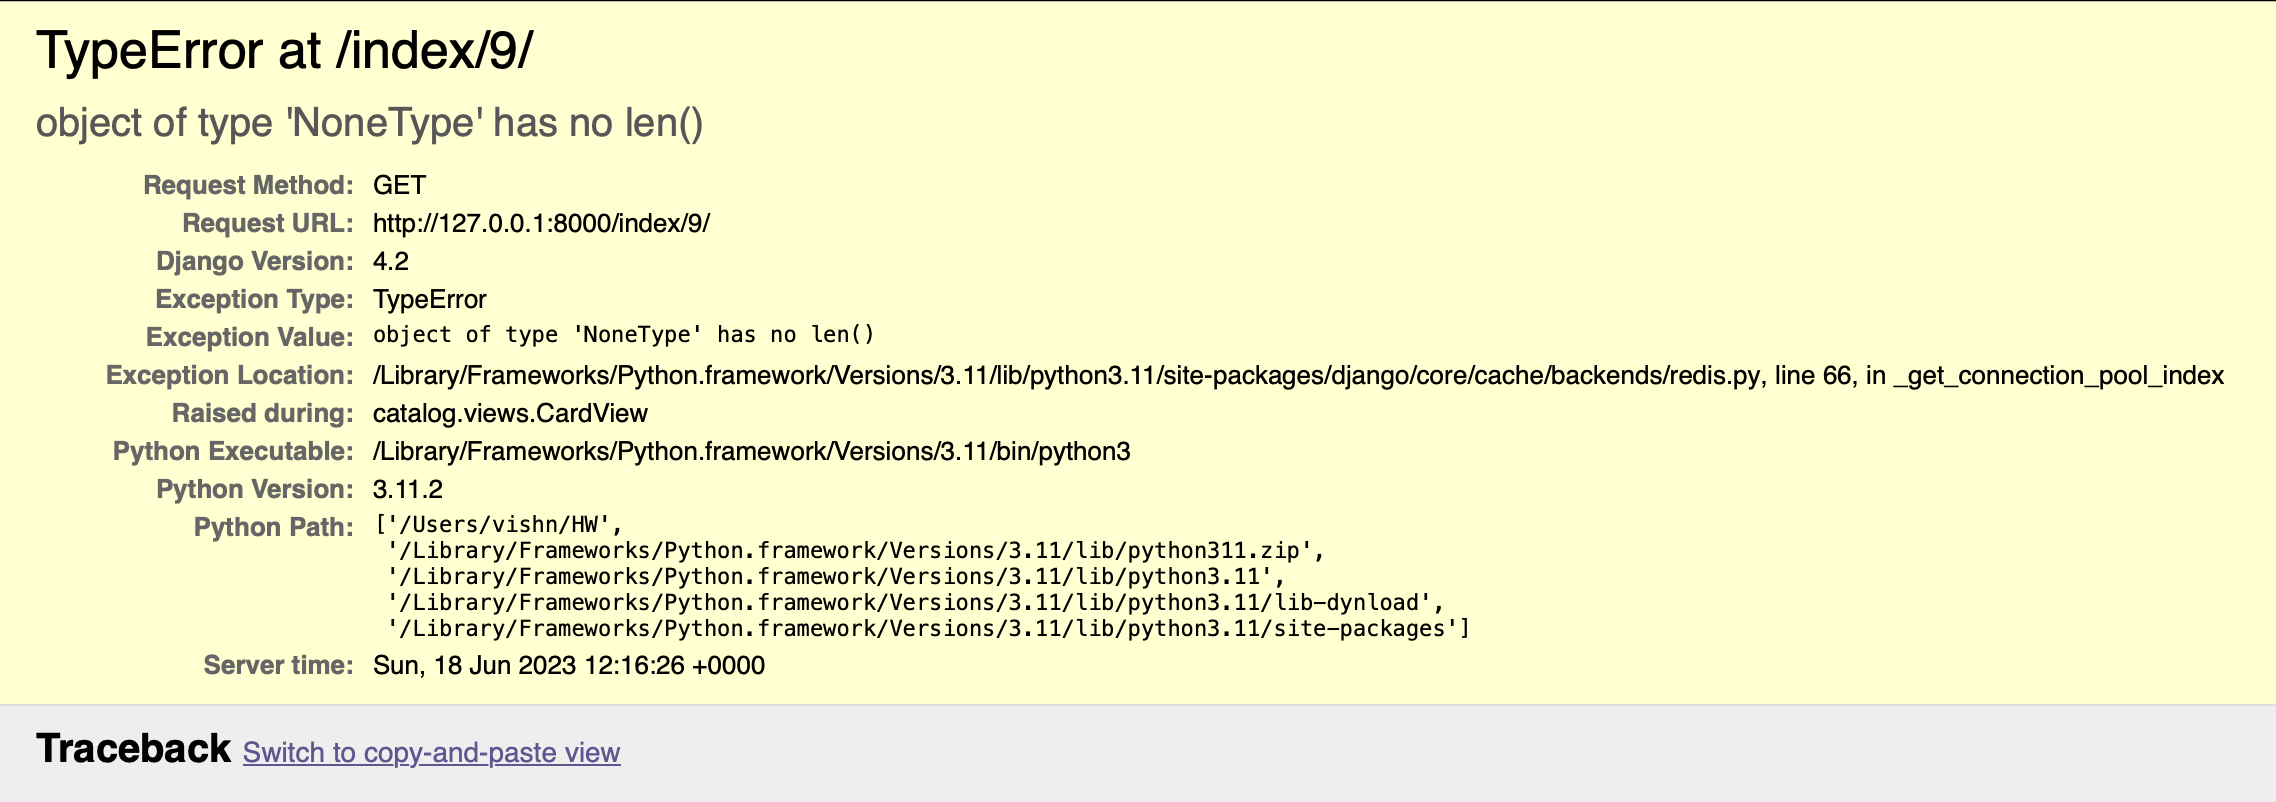 TypeError at /index/9/
object of type 'NoneType' has no len()
Request Method: GET
Request URL: http://127.0.0.1:8000/index/9/
Django Version: 4.2
Exception Type: TypeError
Exception Value: object of type 'NoneType' has no len()
Exception Location: /Library/Frameworks/Python.framework/Versions/3.11/lib/python3.11/site-packages/django/core/cache/backends/redis.py, line 66, in _get_connection_pool_index
Raised during: catalog.views.CardView
Python Executable: /Library/Frameworks/Python.framework/Versions/3.11/bin/python3
Python Version: 3.11.2
Python Path: ['/Users/vishn/HW',
'/Library/Frameworks/Python.framework/Versions/3.11/lib/python311.zip',
'/Library/Frameworks/Python.framework/Versions/3.11/lib/python3.11',
'/Library/Frameworks/Python.framework/Versions/3.11/lib/python3.11/lib-dynload',
'/Library/Frameworks/Python.framework/Versions/3.11/lib/python3.11/site-packages']
Server time: Sun, 18 Jun 2023 12:16:26 +0000
Traceback Switch to copy-and-paste view